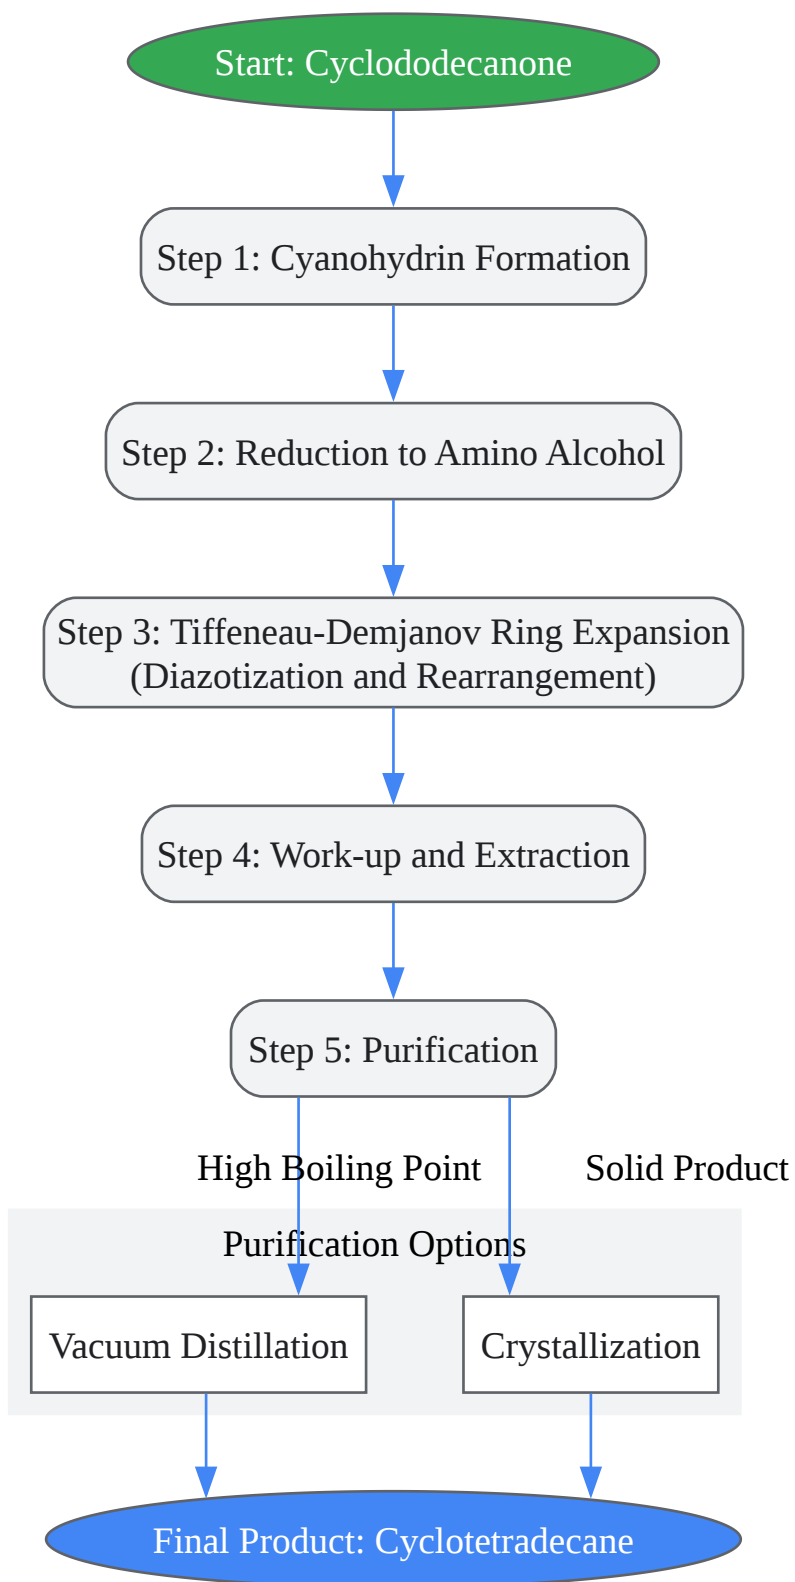 Start: Cyclododecanone
Step 1: Cyanohydrin Formation
Step 2: Reduction to Amino Alcohol
Step 3: Tiffeneau-Demjanov Ring Expansion
(Diazotization and Rearrangement)
Step 4: Work-up and Extraction
Step 5: Purification
High Boiling Point
Solid Product
Purification Options
Vacuum Distillation
Crystallization
Final Product: Cyclotetradecane